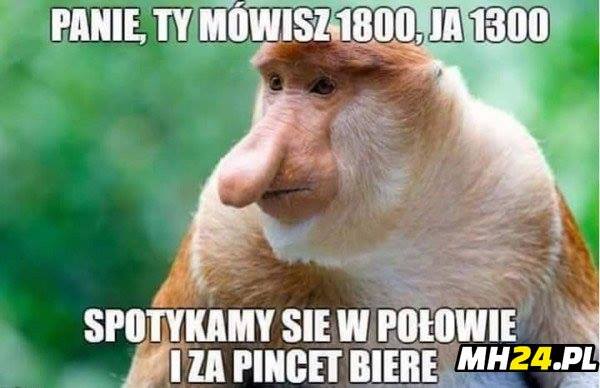 PANIE, TY MÓWISZ 1800, JA 1300
SPOTYKAMY SIE W POŁOWIE
I ZA PINCET BIERE
MH24.PL